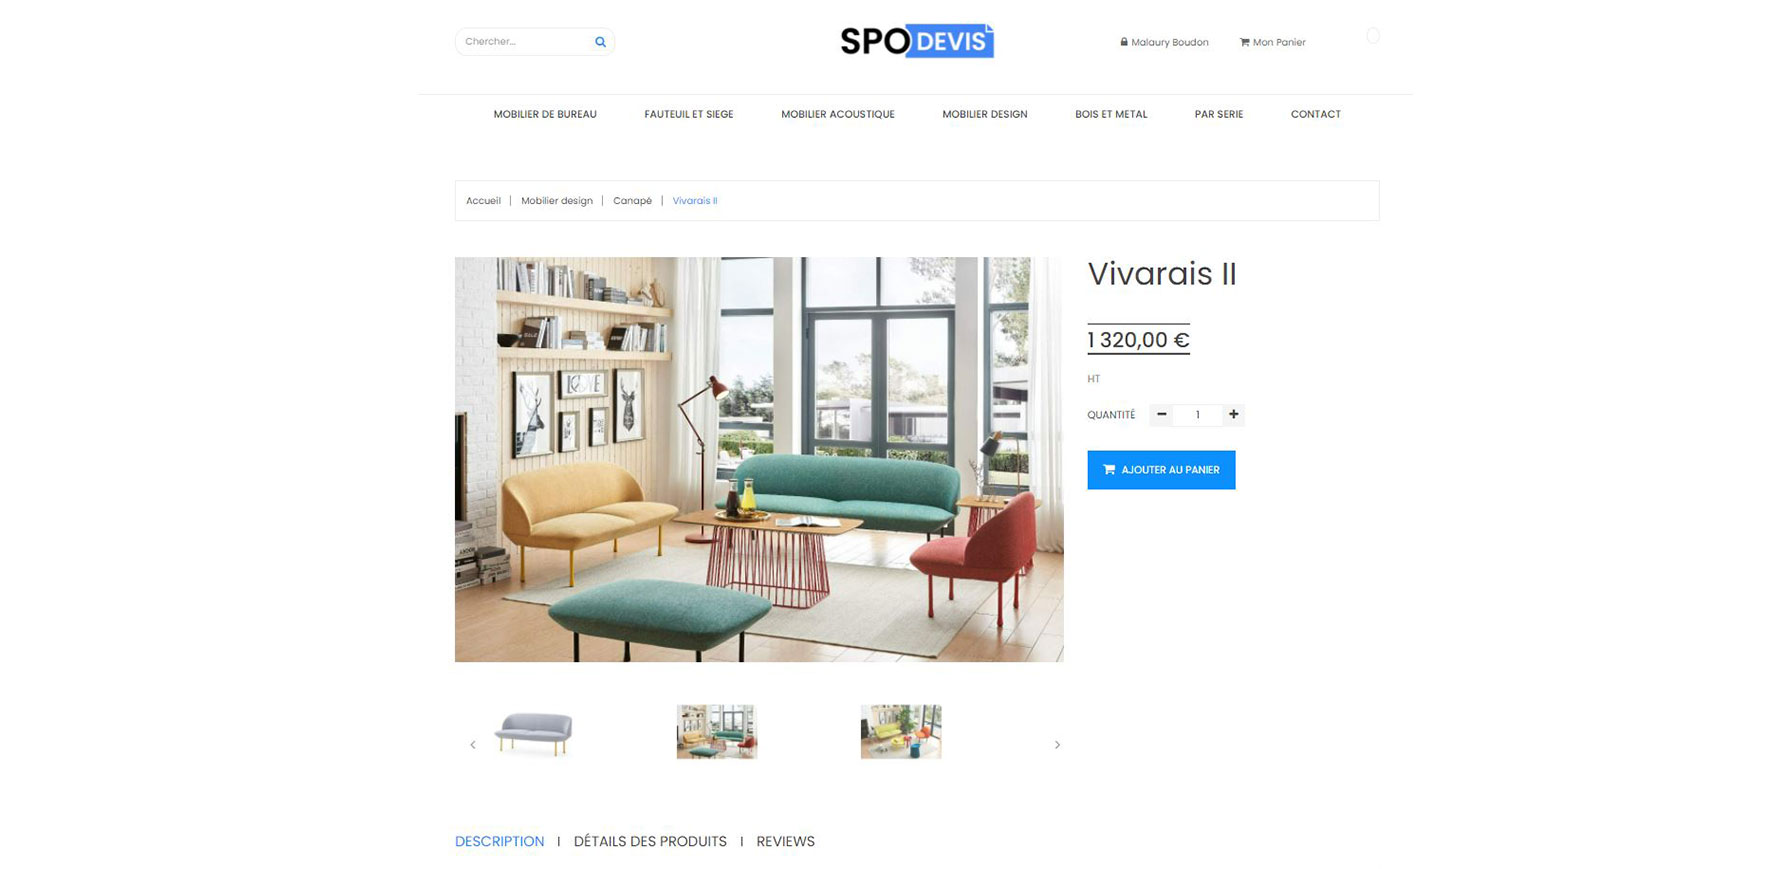 Chercher...
SPO DEVIS
Malaury Boudon
Mon Panier
MOBILIER DE BUREAU
FAUTEUIL ET SIEGE
MOBILIER ACOUSTIQUE
MOBILIER DESIGN
BOIS ET METAL
PAR SERIE
CONTACT
Accueil | Mobilier design | Canapé | Vivarais II
Vivarais II
1 320,00 €
HT
QUANTITÉ
1
AJOUTER AU PANIER
LOVE
DESCRIPTION | DÉTAILS DES PRODUITS | REVIEWS